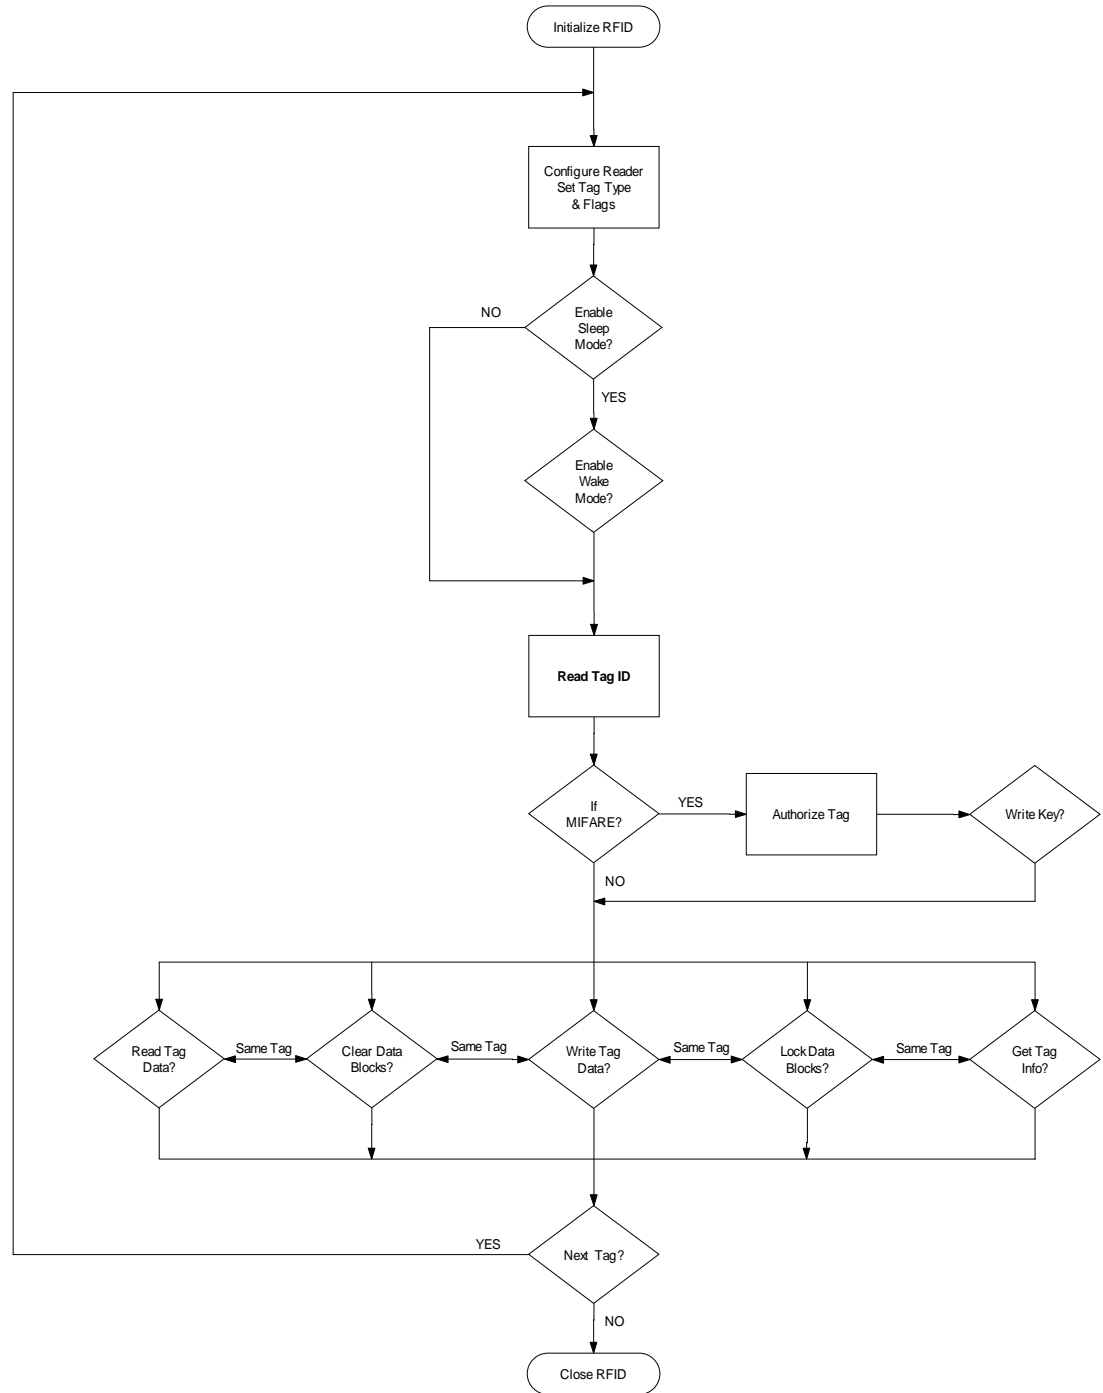 Initialize RFID
Configure Reader
Set Tag Type
& Flags
NO
Enable
Sleep
Mode?
YES
Enable
Wake
Mode?
Read Tag ID
If
MIFARE?
YES
Authorize Tag
Write Key?
NO
Read Tag
Data?
Same Tag
Clear Data
Blocks?
Same Tag
Write Tag
Data?
Same Tag
Lock Data
Blocks?
Same Tag
Get Tag
Info?
YES
Next Tag?
NO
Close RFID